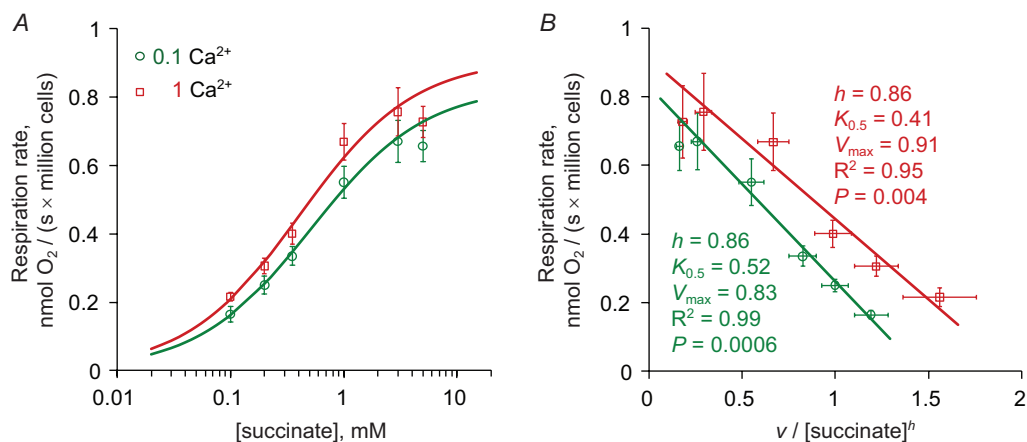 A
Respiration rate,
nmol O₂ / (s × million cells)
1
0.8
0.6
0.4
0.2
0
0.1 Ca²⁺
1 Ca²⁺
0.01
0.1
1
10
[succinate], mM
B
Respiration rate,
nmol O₂ / (s × million cells)
1
0.8
0.6
0.4
0.2
0
h = 0.86
K₀.₅ = 0.41
Vₘₐₓ = 0.91
R² = 0.95
P = 0.004
h = 0.86
K₀.₅ = 0.52
Vₘₐₓ = 0.83
R² = 0.99
P = 0.0006
0
0.5
1
1.5
2
v / [succinate]ʰ